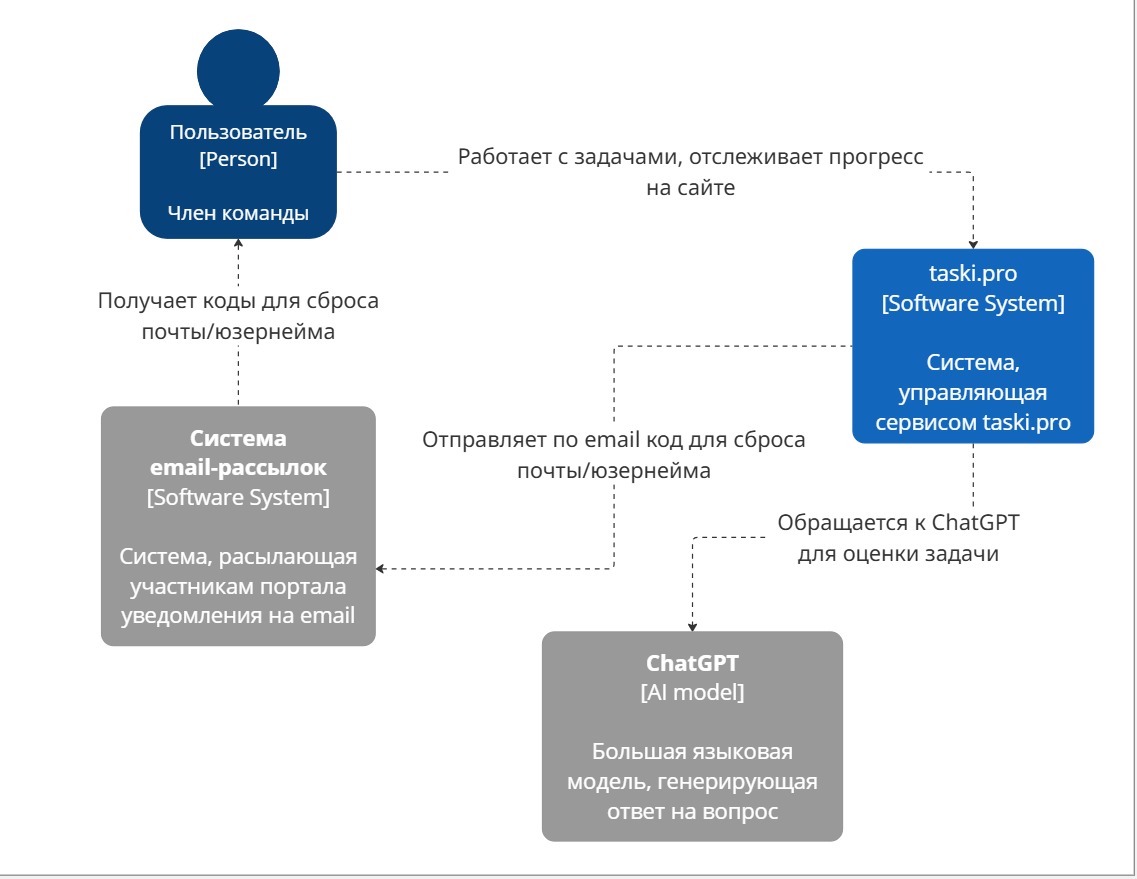 Пользователь
[Person]
Член команды
Работает с задачами, отслеживает прогресс
на сайте
taski.pro
[Software System]
Система,
управляющая
сервисом taski.pro
Получает коды для сброса
почты/юзернейма
Система
email-рассылок
[Software System]
Система, расылающая
участникам портала
уведомления на email
Отправляет по email код для сброса
почты/юзернейма
Обращается к ChatGPT
для оценки задачи
ChatGPT
[AI model]
Большая языковая
модель, генерирующая
ответ на вопрос